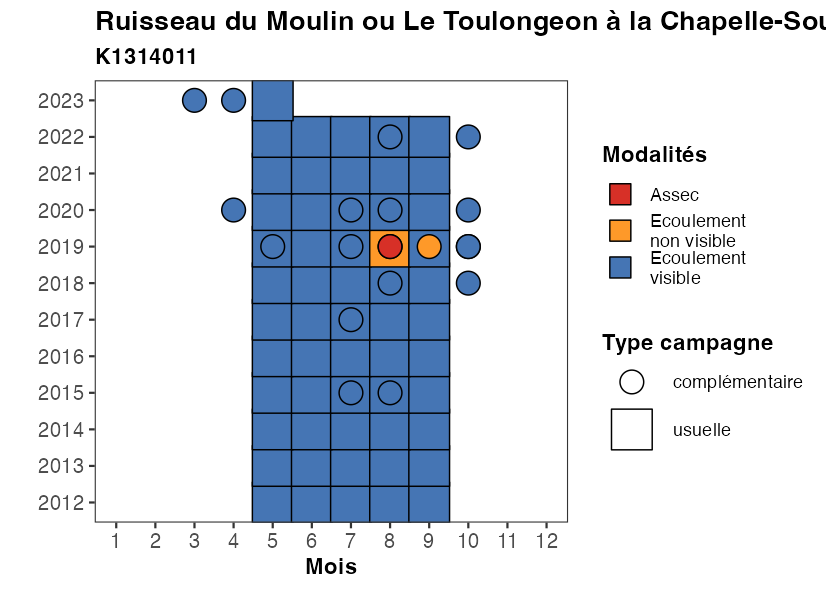 Ruisseau du Moulin ou Le Toulongeon à la Chapelle-Sou
K1314011
2023
2022
2021
2020
2019
2018
2017
2016
2015
2014
2013
2012
1 2 3 4 5 6 7 8 9 10 11 12
Mois
Modalités
Assec
Ecoulement
non visible
Ecoulement
visible
Type campagne
complémentaire
usuelle